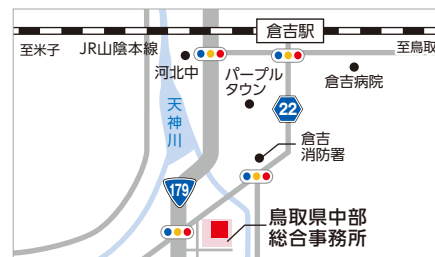 倉吉駅
至米子
JR山陰本線
至鳥取
河北中
パープル
タウン
倉吉病院
天神川
22
倉吉
消防署
179
鳥取県中部
総合事務所